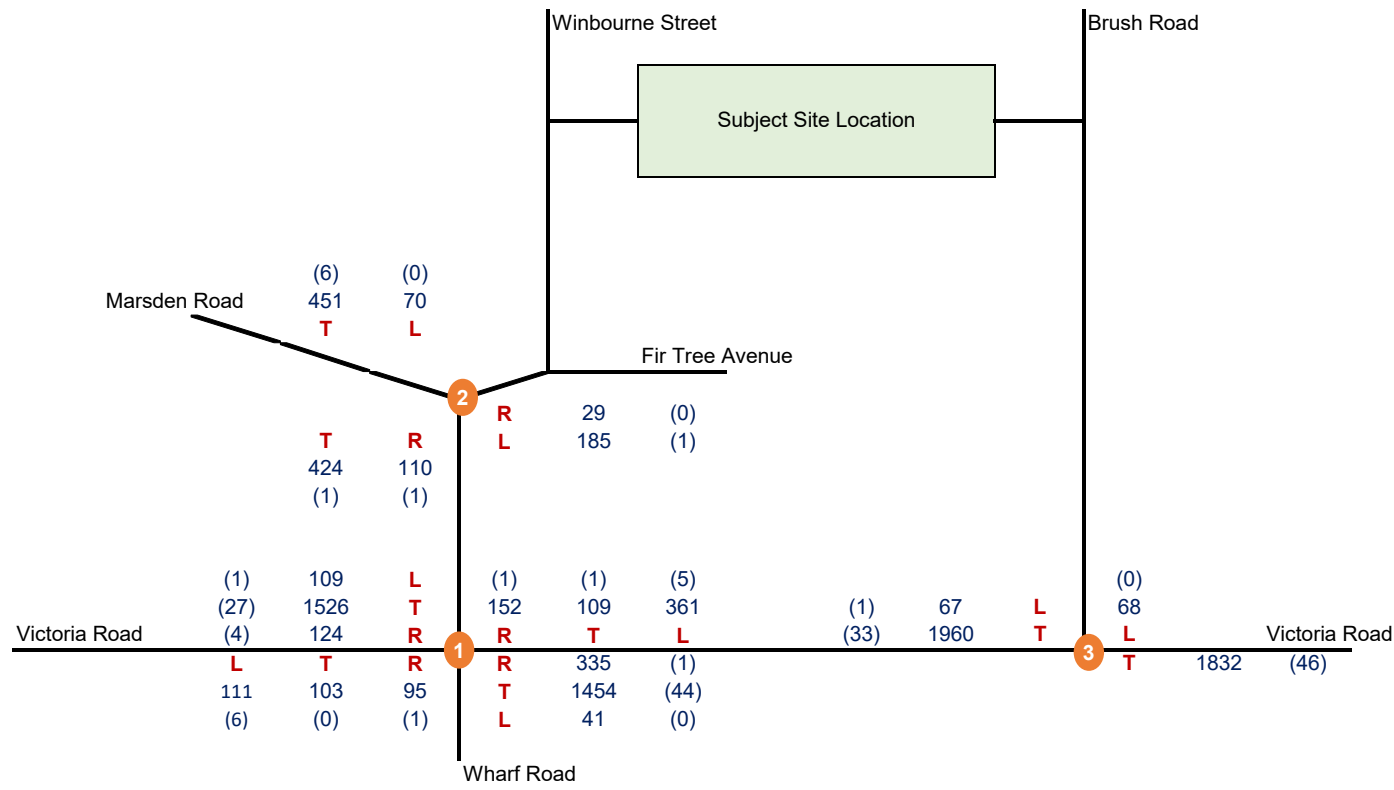 Winbourne Street
Brush Road
Subject Site Location
(6) (0)
Marsden Road 451 70
T L
Fir Tree Avenue
2
R 29 (0)
T R L 185 (1)
424 110
(1) (1)
(1) 109 L (1) (1) (5) (0)
(27) 1526 T 152 109 361 (1) 67 L 68
Victoria Road (4) 124 R R T L (33) 1960 T L Victoria Road
1 3
L T R R 335 (1) T 1832 (46)
111 103 95 T 1454 (44)
(6) (0) (1) L 41 (0)
Wharf Road